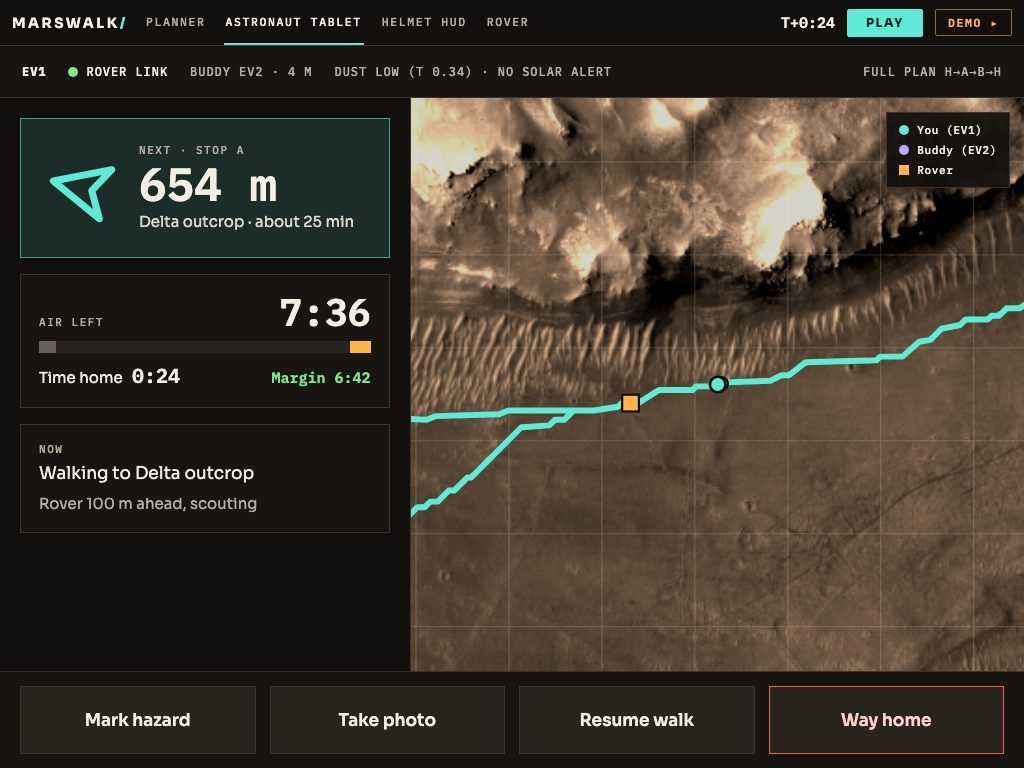 MARSWALK/ PLANNER ASTRONAUT TABLET HELMET HUD ROVER T+0:24 PLAY DEMO ▸
EV1 ROVER LINK BUDDY EV2 · 4 M DUST LOW (T 0.34) · NO SOLAR ALERT FULL PLAN H→A→B→H
NEXT · STOP A
654 m
Delta outcrop · about 25 min
AIR LEFT 7:36
Time home 0:24 Margin 6:42
NOW
Walking to Delta outcrop
Rover 100 m ahead, scouting
You (EV1)
Buddy (EV2)
Rover
Mark hazard Take photo Resume walk Way home